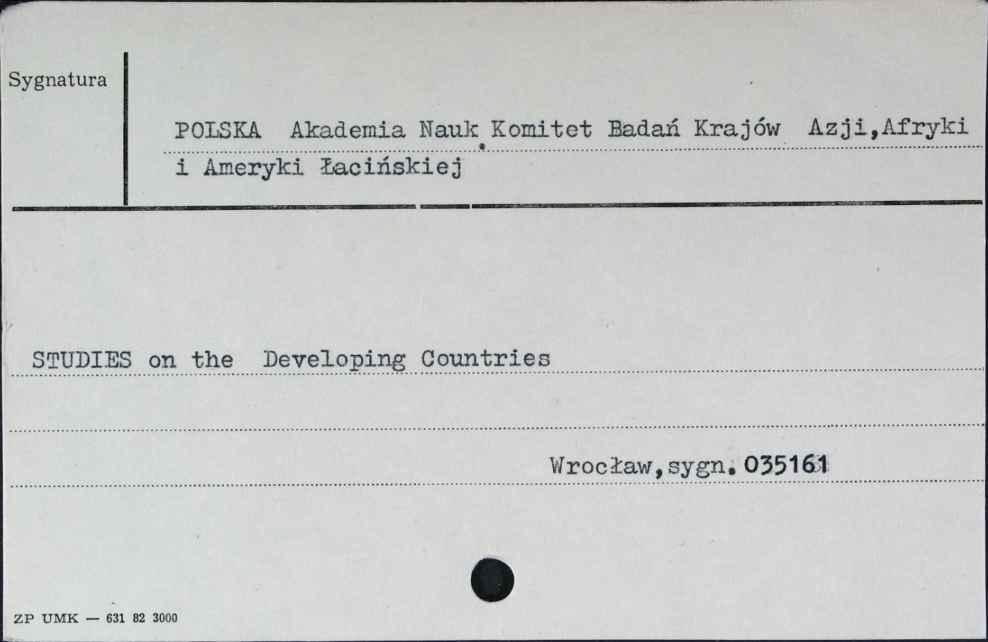 Sygnatura
POLSKA Akademia Nauk. Komitet Badań Krajów Azji,Afryki
i Ameryki Łacińskiej
STUDIES on the Developing Countries
Wrocław,sygn. 035161
ZP UMK — 631 82 3000